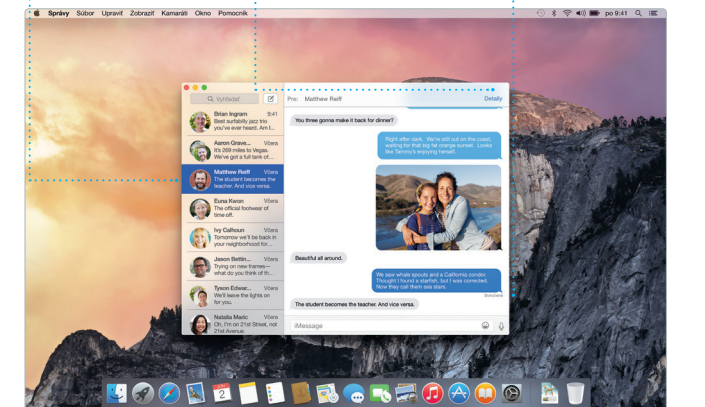 Správy Súbor Upraviť Zobraziť Kamaráti Okno Pomocník
po 9:41
Vyhľadať
Pre: Matthew Reiff
Detaily
Brian Ingram 9:41
Best surfabilly jazz trio
you've ever heard. Am I...
Aaron Grave... Včera
It's 269 miles to Vegas.
We've got a full tank of...
Matthew Reiff Včera
The student becomes the
teacher. And vice versa.
Euna Kwon Včera
The official footwear of
time off.
Ivy Calhoun Včera
Tomorrow we'll be back in
your neighborhood for...
Jason Bettin... Včera
Trying on new frames—
what do you think of th...
Tyson Edwar... Včera
We'll leave the lights on
for you.
Natalia Maric Včera
Oh, I'm on 21st Street, not
21st Avenue.
You three gonna make it back for dinner?
Right after dark. We're still out on the coast,
waiting for that big fat orange sunset. Looks
like Tammy's enjoying herself.
Beautiful all around.
We saw whale spouts and a California condor.
Thought I found a starfish, but I was corrected.
Now they call them sea stars.
Doručené
The student becomes the teacher. And vice versa.
iMessage
2